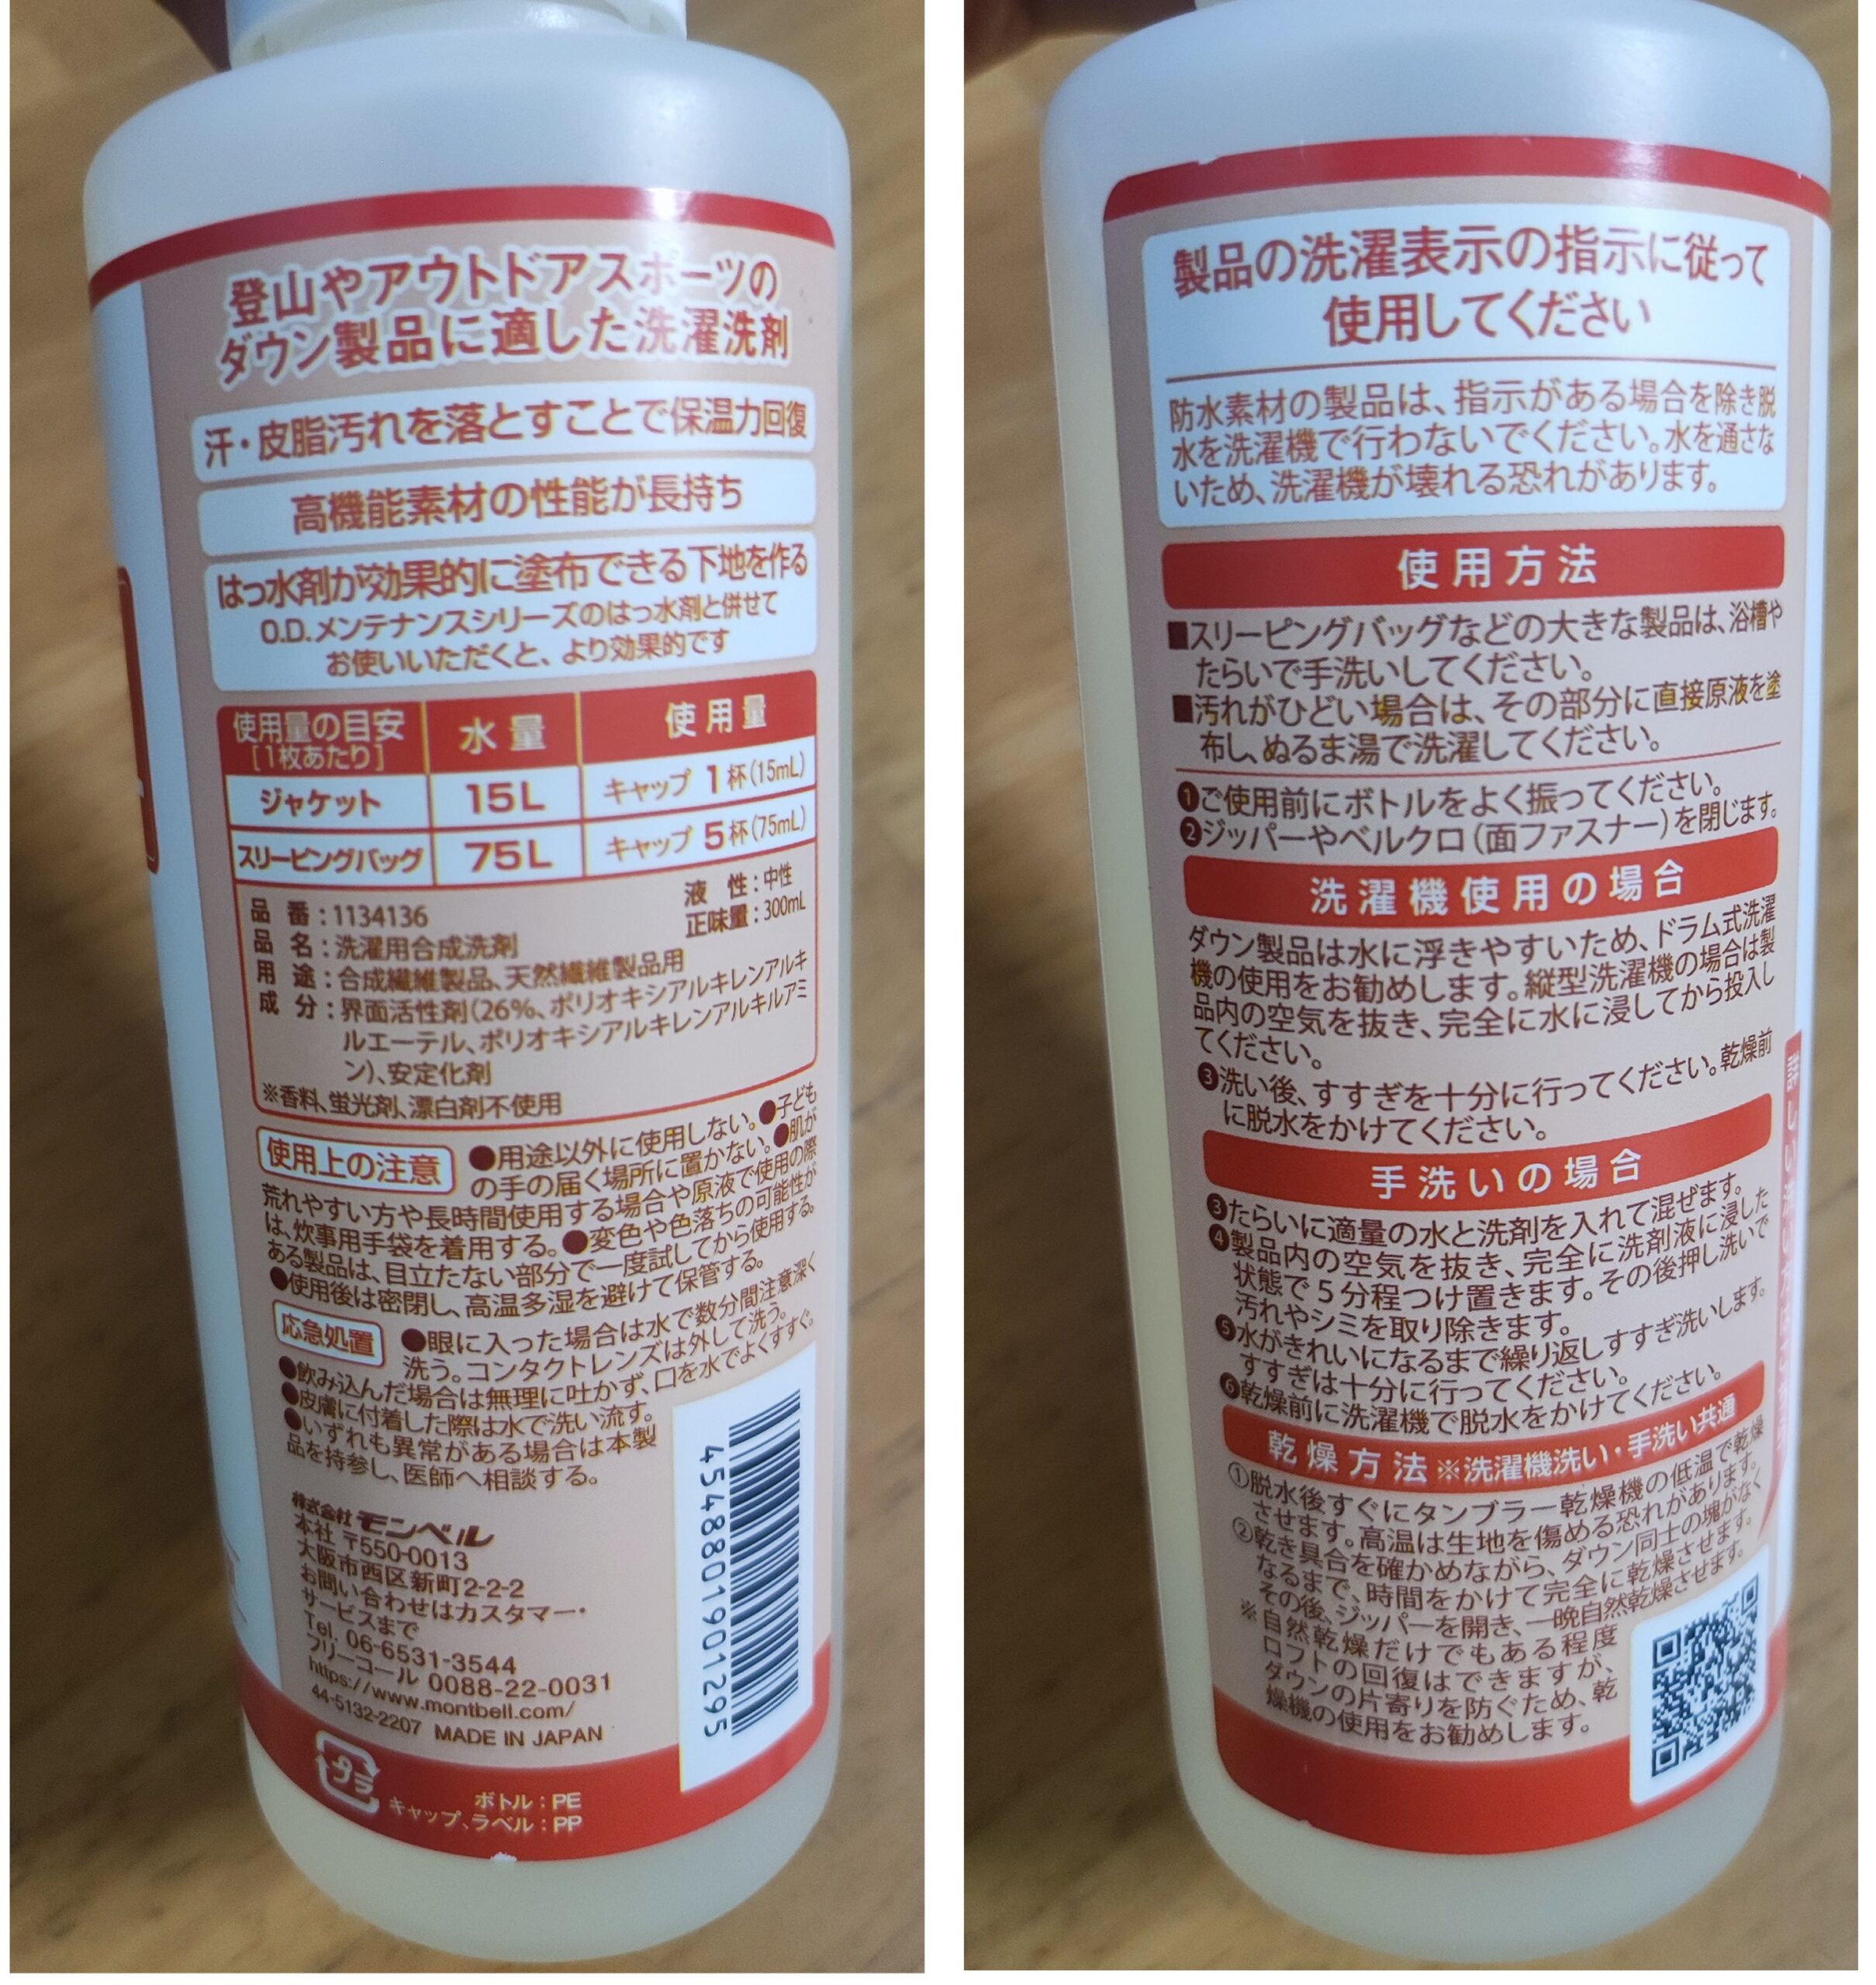 登山やアウトドアスポーツの
ダウン製品に適した洗濯洗剤
汗・皮脂汚れを落とすことで保温力回復
高機能素材の性能が長持ち
はっ水剤が効果的に塗布できる下地を作る
O.D.メンテナンスシリーズのはっ水剤と併せて
お使いいただくと、より効果的です
使用量の目安 水量 使用量
[1枚あたり]
ジャケット 15L キャップ 1杯(15mL)
スリーピングバッグ 75L キャップ 5杯(75mL)
品 番:1134136 液 性:中性
品 名:洗濯用合成洗剤 正味量:300mL
用 途:合成繊維製品、天然繊維製品用
成 分:界面活性剤(26%、ポリオキシアルキレンアルキ
ルエーテル、ポリオキシアルキレンアルキルアミ
ン)、安定化剤
※香料、蛍光剤、漂白剤不使用
使用上の注意 ●用途以外に使用しない。●子ども
の手の届く場所に置かない。●肌が
荒れやすい方や長時間使用する場合や原液で使用の際
は、炊事用手袋を着用する。●変色や色落ちの可能性が
ある製品は、目立たない部分で一度試してから使用する。
●使用後は密閉し、高温多湿を避けて保管する。
応急処置 ●眼に入った場合は水で数分間注意深く
洗う。コンタクトレンズは外して洗う。
●飲み込んだ場合は無理に吐かず、口を水でよくすすぐ。
●皮膚に付着した際は水で洗い流す。
●いずれも異常がある場合は本製
品を持参し、医師へ相談する。
株式会社モンベル
本社 〒550-0013
大阪市西区新町2-2-2
お問い合わせはカスタマー・
サービスまで
Tel. 06-6531-3544
フリーコール 0088-22-0031
https://www.montbell.com/
44-5132-2207 MADE IN JAPAN
4548801901295
プラ
ボトル:PE
キャップ、ラベル:PP
製品の洗濯表示の指示に従って
使用してください
防水素材の製品は、指示がある場合を除き脱
水を洗濯機で行わないでください。水を通さな
いため、洗濯機が壊れる恐れがあります。
使用方法
■スリーピングバッグなどの大きな製品は、浴槽や
たらいで手洗いしてください。
■汚れがひどい場合は、その部分に直接原液を塗
布し、ぬるま湯で洗濯してください。
❶ご使用前にボトルをよく振ってください。
❷ジッパーやベルクロ(面ファスナー)を閉じます。
洗濯機使用の場合
ダウン製品は水に浮きやすいため、ドラム式洗濯
機の使用をお勧めします。縦型洗濯機の場合は製
品内の空気を抜き、完全に水に浸してから投入し
てください。
❸洗い後、すすぎを十分に行ってください。乾燥前
に脱水をかけてください。
手洗いの場合
❸たらいに適量の水と洗剤を入れて混ぜます。
❹製品内の空気を抜き、完全に洗剤液に浸した
状態で5分程つけ置きます。その後押し洗いで
汚れやシミを取り除きます。
❺水がきれいになるまで繰り返しすすぎ洗いします。
すすぎは十分に行ってください。
❻乾燥前に洗濯機で脱水をかけてください。
乾燥方法※洗濯機洗い・手洗い共通
①脱水後すぐにタンブラー乾燥機の低温で乾燥
させます。高温は生地を傷める恐れがあります。
②乾き具合を確かめながら、ダウン同士の塊がなく
なるまで、時間をかけて完全に乾燥させます。
その後、ジッパーを開き、一晩自然乾燥させます。
※自然乾燥だけでもある程度
ロフトの回復はできますが、
ダウンの片寄りを防ぐため、乾
燥機の使用をお勧めします。